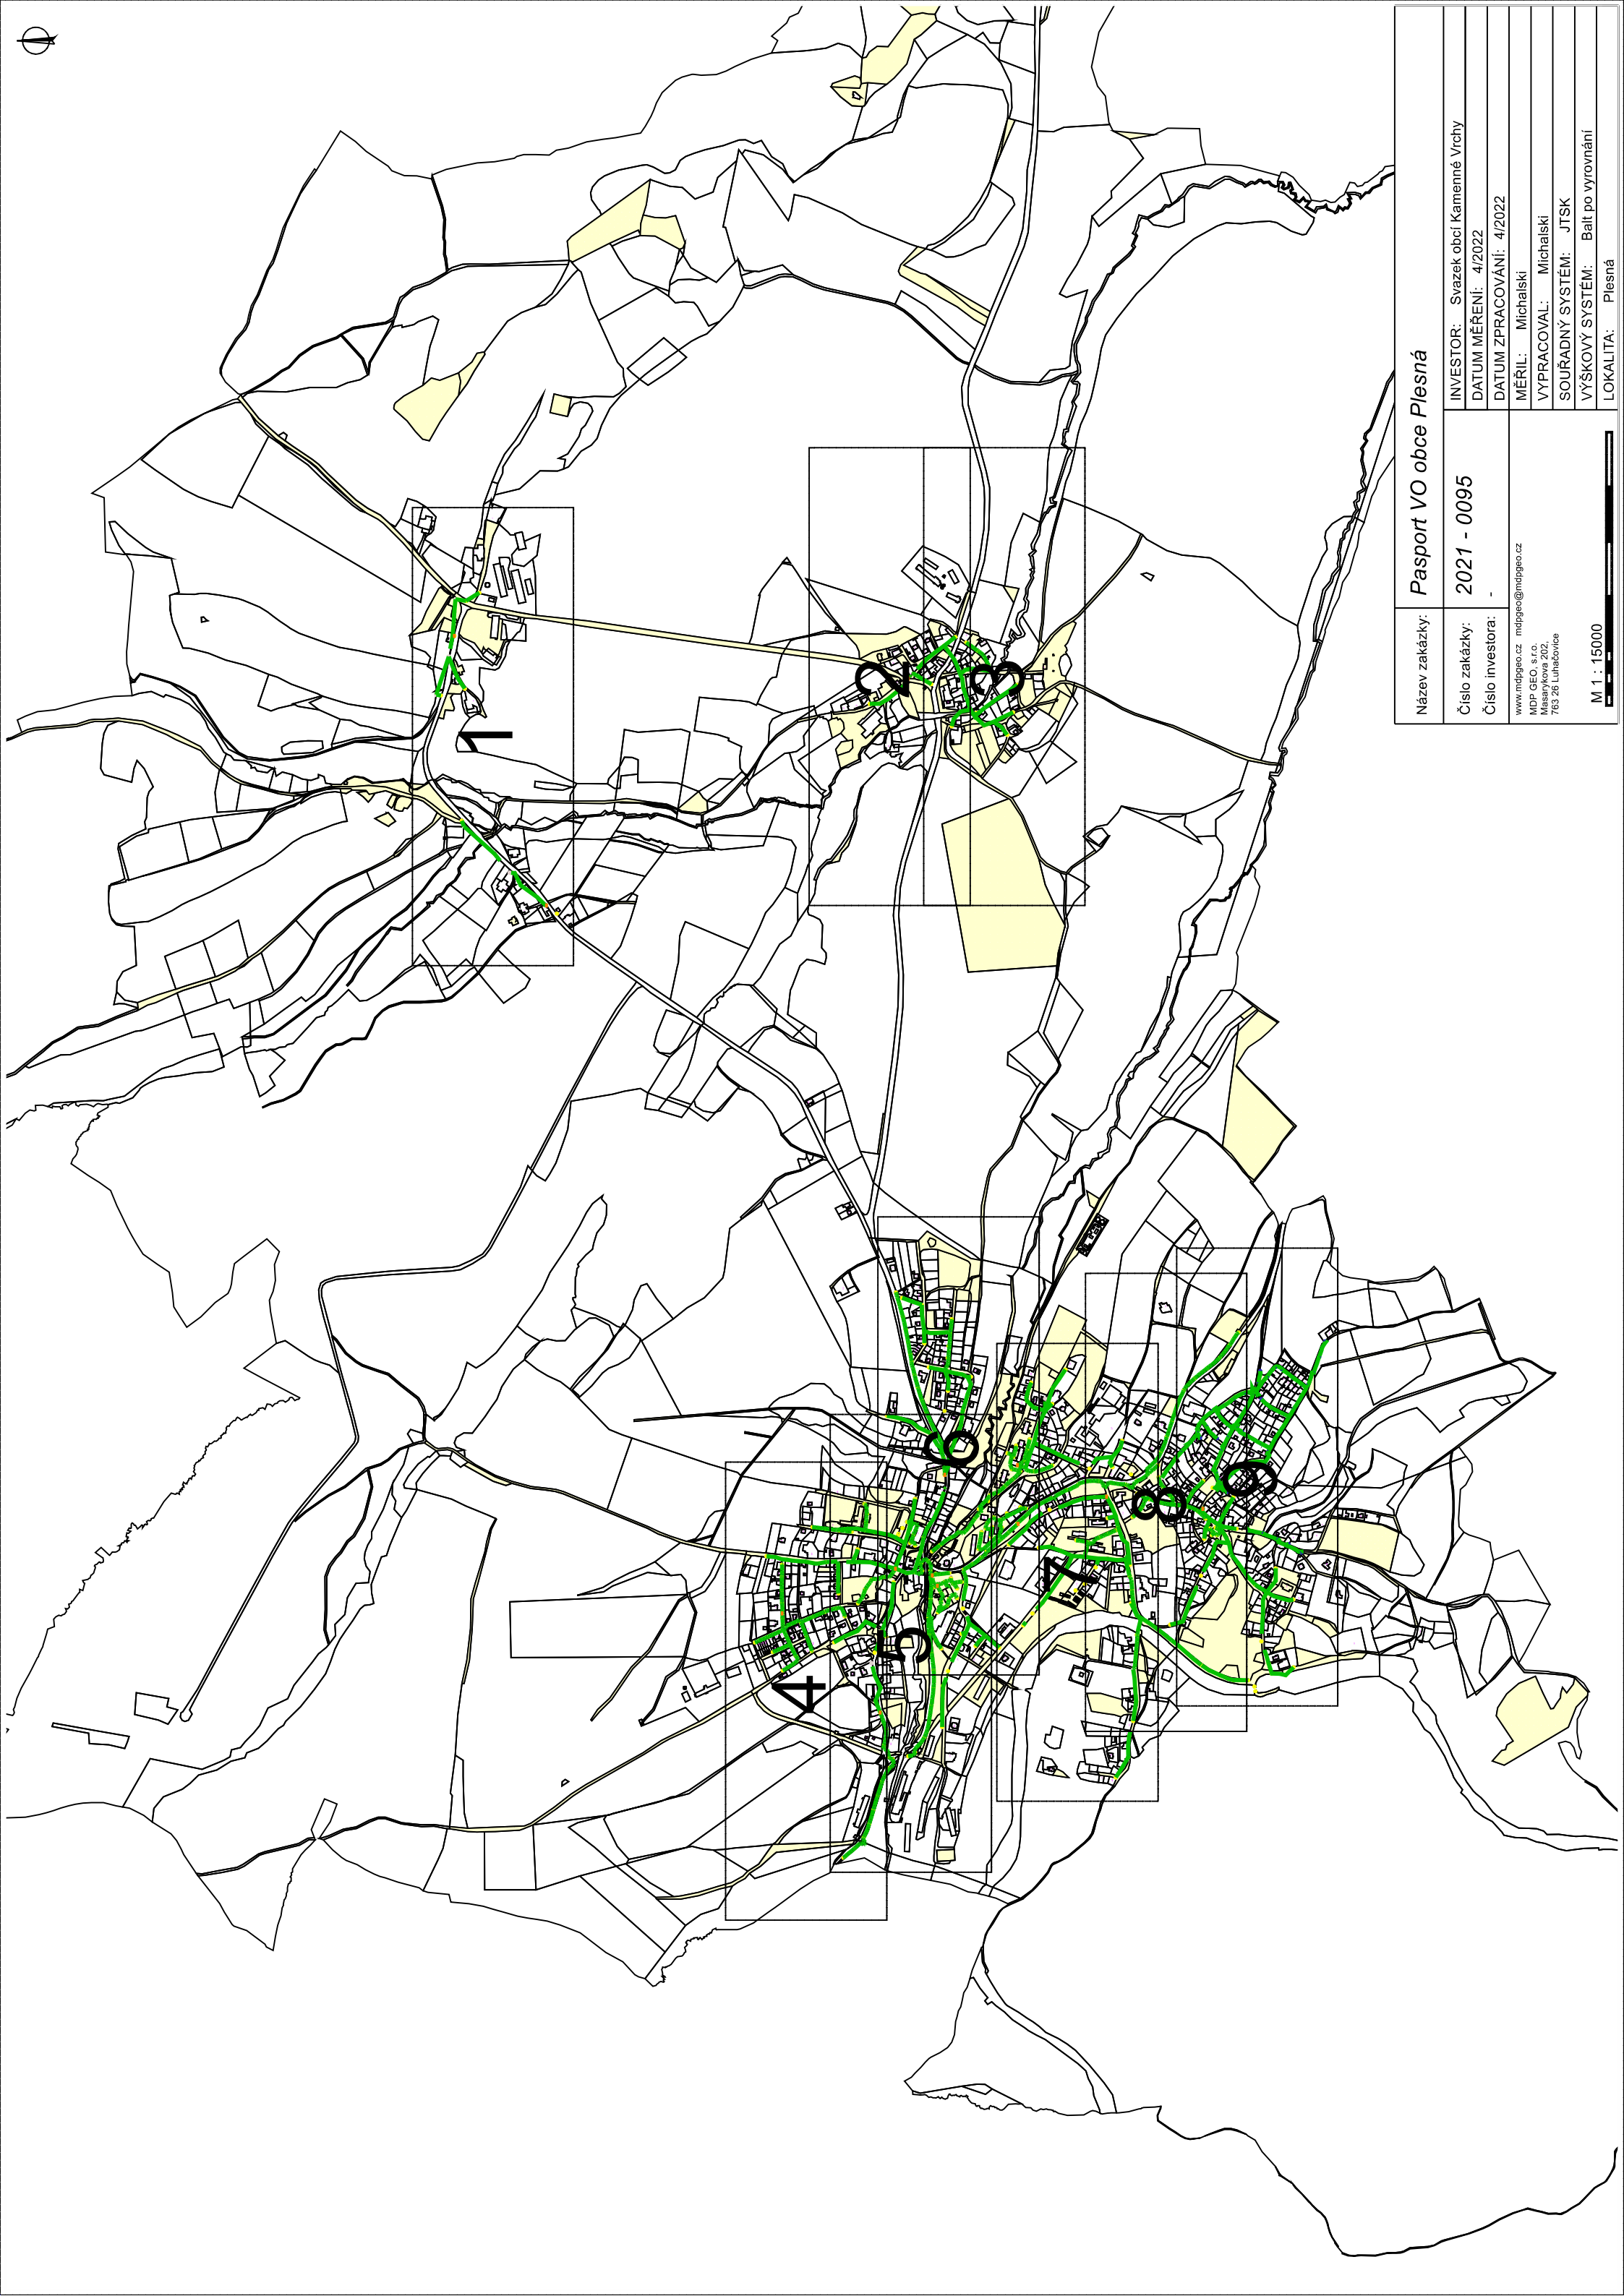 1
2
3
4
5
6
7
8
9
Název zakázky: Pasport VO obce Plesná
Číslo zakázky: 2021 - 0095
Číslo investora: -
INVESTOR: Svazek obcí Kamenné Vrchy
DATUM MĚŘENÍ: 4/2022
DATUM ZPRACOVÁNÍ: 4/2022
www.mdpgeo.cz mdpgeo@mdpgeo.cz
MDP GEO, s.r.o.
Masarykova 202,
763 26 Luhačovice
M 1 : 15000
MĚŘIL: Michalski
VYPRACOVAL: Michalski
SOUŘADNÝ SYSTÉM: JTSK
VÝŠKOVÝ SYSTÉM: Balt po vyrovnání
LOKALITA: Plesná